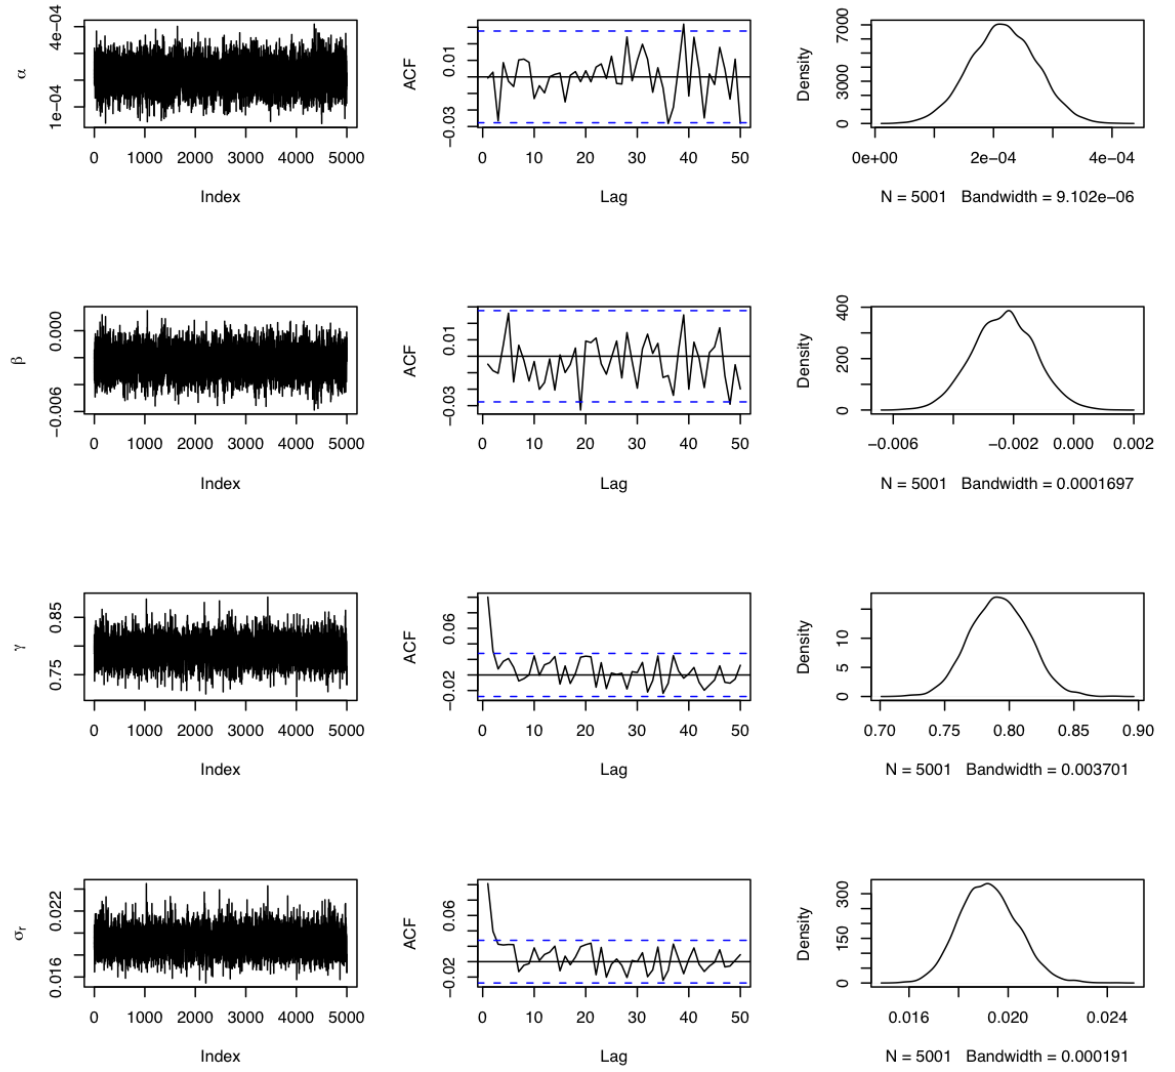 α
1e−04 4e−04
0 1000 2000 3000 4000 5000
Index
ACF
−0.03 0.01
0 10 20 30 40 50
Lag
Density
0 3000 7000
0e+00 2e−04 4e−04
N = 5001 Bandwidth = 9.102e−06
β
−0.006 0.000
0 1000 2000 3000 4000 5000
Index
ACF
−0.03 0.01
0 10 20 30 40 50
Lag
Density
0 200 400
−0.006 −0.002 0.000 0.002
N = 5001 Bandwidth = 0.0001697
γ
0.75 0.85
0 1000 2000 3000 4000 5000
Index
ACF
−0.02 0.06
0 10 20 30 40 50
Lag
Density
0 5 10
0.70 0.75 0.80 0.85 0.90
N = 5001 Bandwidth = 0.003701
σr
0.016 0.022
0 1000 2000 3000 4000 5000
Index
ACF
−0.02 0.06
0 10 20 30 40 50
Lag
Density
0 150 300
0.016 0.020 0.024
N = 5001 Bandwidth = 0.000191